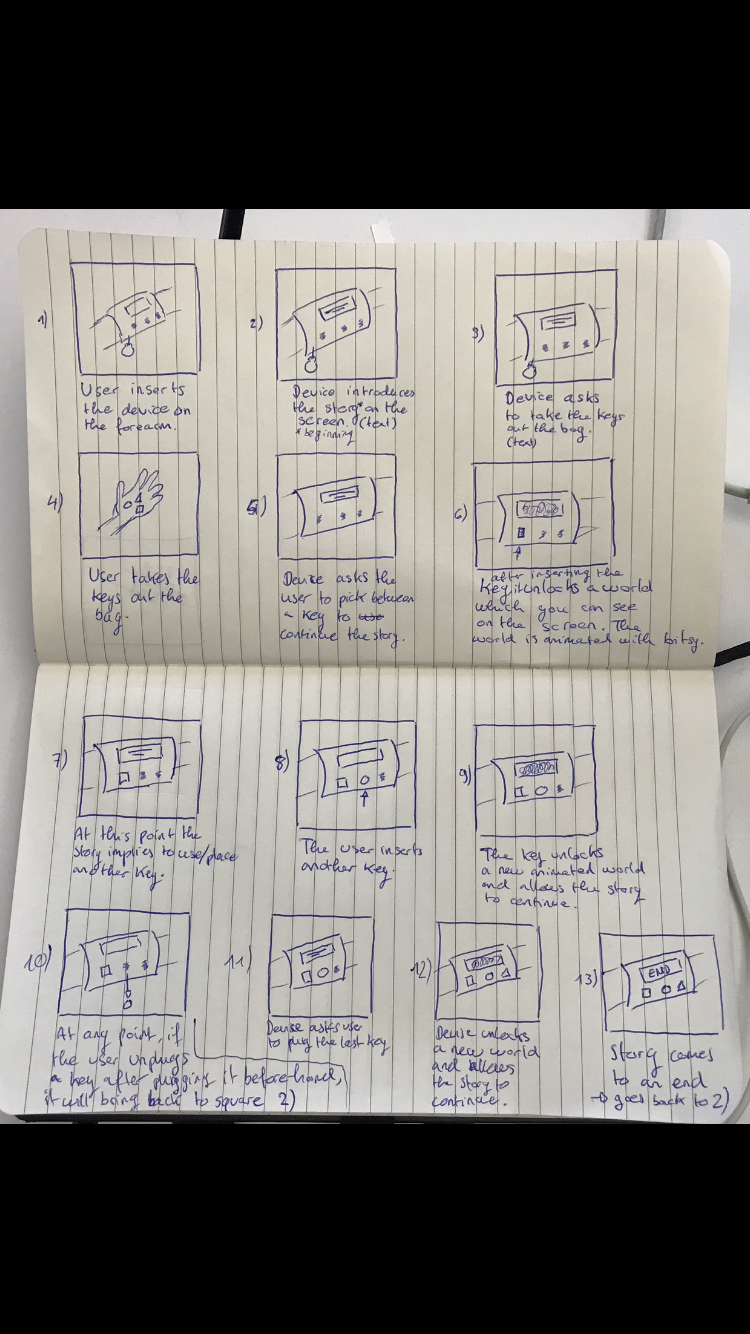 1)
User inserts
the device on
the forearm.
2)
Device introduces
the story* on the
screen. (text)
*beginning
3)
Device asks
to take the keys
out the bag.
(text)
4)
User takes the
keys out the
bag.
5)
Device asks the
user to pick between
a key to
continue the story.
6)
after inserting the
key it unlocks a world
which you can see
on the screen. The
world is animated with bitsy.
7)
At this point the
story implies to use/place
another key.
8)
The user inserts
another key.
9)
The key unlocks
a new animated world
and allows the story
to continue.
10)
At any point, if
the user unplugs
a key after plugging it before-hand,
it will being back to square 2)
11)
Device asks user
to plug the last key
12)
Device unlocks
a new world
and allows
the story to
continue.
13)
END
Story comes
to an end
→ goes back to 2)